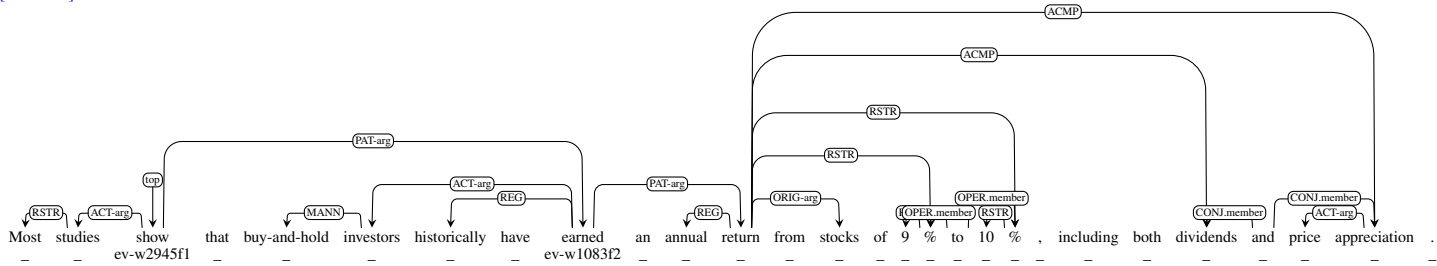 ACMP
ACMP
RSTR
PAT-arg
RSTR
top
ACT-arg
PAT-arg
REG
ORIG-arg
OPER.member
CONJ.member
RSTR
ACT-arg
MANN
REG
OPER.member
RSTR
CONJ.member
ACT-arg
Most studies show that buy-and-hold investors historically have earned an annual return from stocks of 9 % to 10 % , including both dividends and price appreciation .
_ _ ev-w2945f1 _ _ _ _ _ ev-w1083f2 _ _ _ _ _ _ _ _ _ _ _ _ _ _ _ _ _ _ _